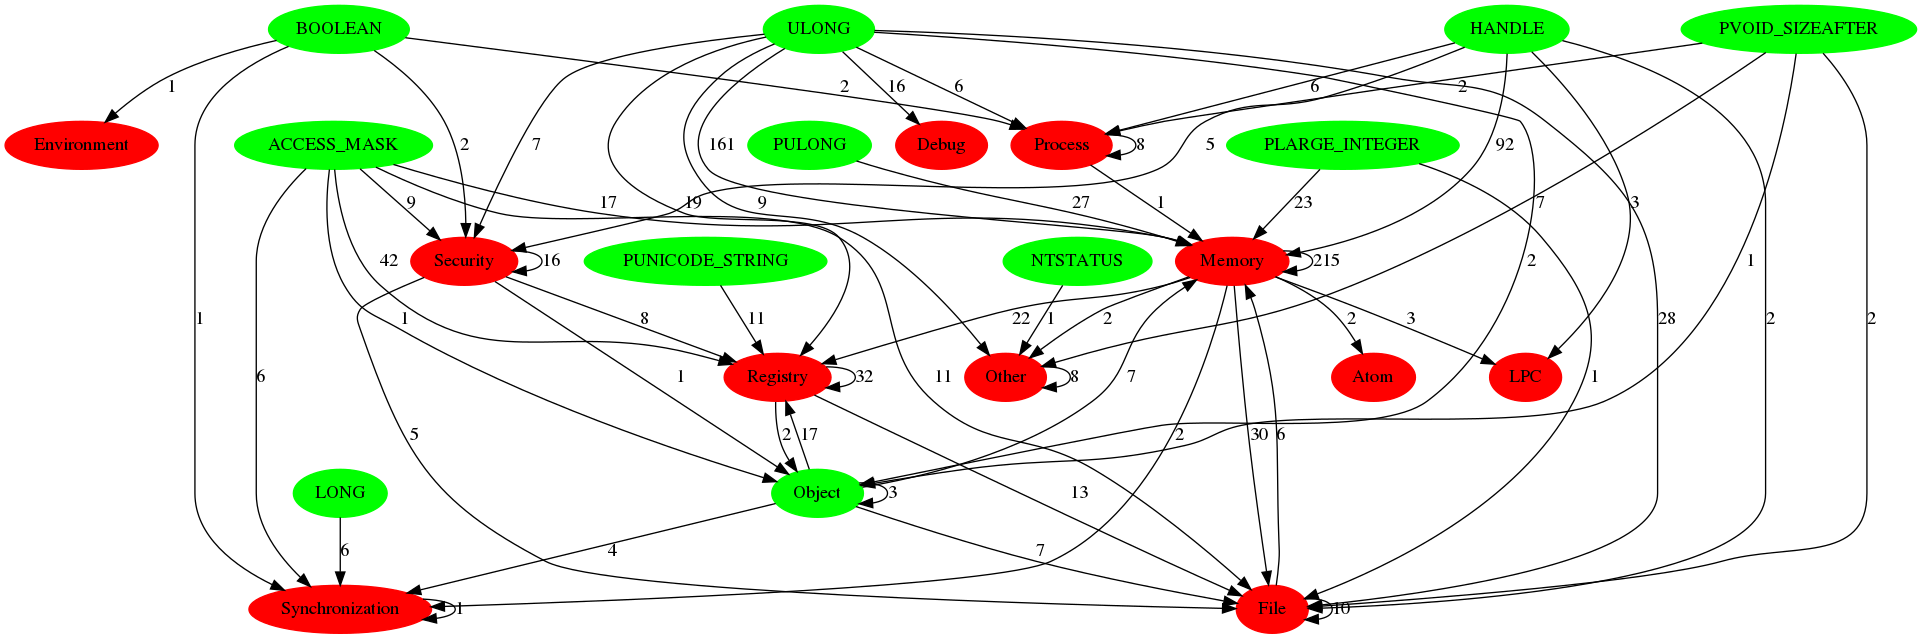 BOOLEAN
ULONG
HANDLE
PVOID_SIZEAFTER
1
2
16
6
6
2
Environment
ACCESS_MASK
2
7
161
PULONG
Debug
Process
8
5
PLARGE_INTEGER
92
9
17
19
9
27
1
23
3
7
Security
16
PUNICODE_STRING
NTSTATUS
Memory
215
2
1
42
1
8
11
22
1
2
2
3
28
2
2
1
6
Registry
32
Other
8
Atom
LPC
1
5
1
2
17
11
7
13
2
30
6
1
LONG
Object
3
6
4
7
Synchronization
1
File
10